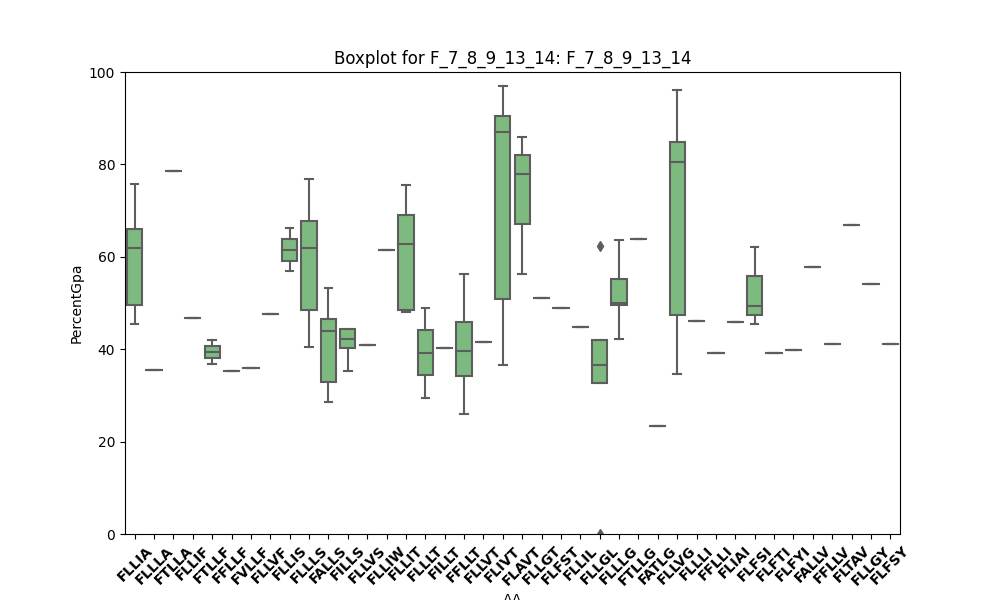 Boxplot for F_7_8_9_13_14: F_7_8_9_13_14
PercentGpa
100
80
60
40
20
0
FLLIA
FLLLA
FTLLA
FLLIF
FTLLF
FFLLF
FVLLF
FLLVF
FLLIS
FLLLS
FALLS
FILLS
FLLVS
FLLIW
FLLIT
FLLLT
FILLT
FFLLT
FLLVT
FLIVT
FLAVT
FLLGT
FLFST
FLLIL
FLLGL
FLLLG
FTLLG
FATLG
FLLVG
FLLLI
FFLLI
FLIAI
FLFSI
FLFTI
FLFYI
FALLV
FFLLV
FLTAV
FLLGY
FLFSY